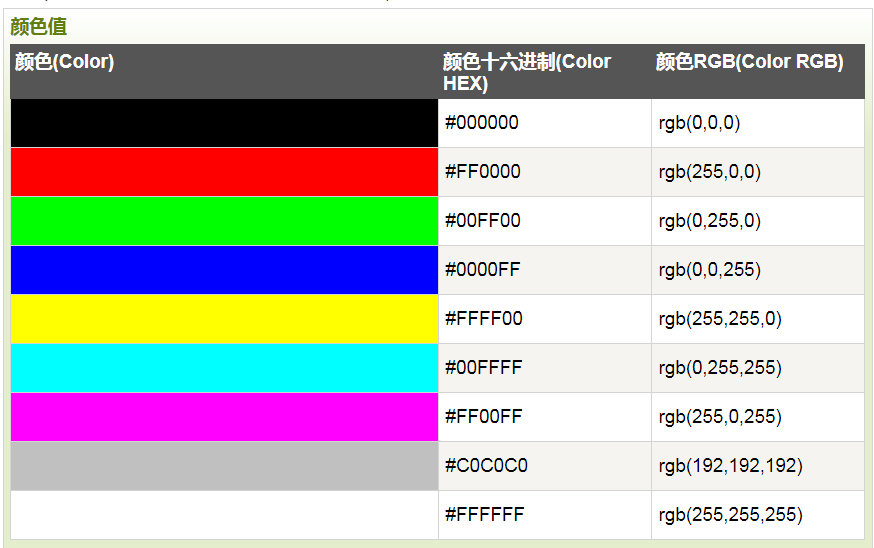 颜色值
颜色(Color) 颜色十六进制(Color HEX) 颜色RGB(Color RGB)
#000000 rgb(0,0,0)
#FF0000 rgb(255,0,0)
#00FF00 rgb(0,255,0)
#0000FF rgb(0,0,255)
#FFFF00 rgb(255,255,0)
#00FFFF rgb(0,255,255)
#FF00FF rgb(255,0,255)
#C0C0C0 rgb(192,192,192)
#FFFFFF rgb(255,255,255)